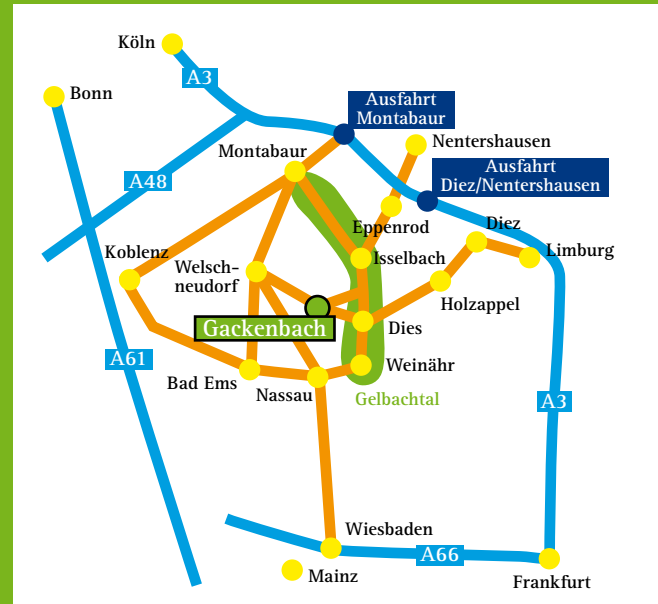 Köln
A3
Bonn
Ausfahrt
Montabaur
Nentershausen
Montabaur
Ausfahrt
Diez/Nentershausen
A48
Eppenrod
Diez
Koblenz
Isselbach
Limburg
Welsch-
neudorf
Holzappel
Gackenbach
Dies
A61
Weinähr
Bad Ems
Nassau
Gelbachtal
A3
Wiesbaden
A66
Mainz
Frankfurt